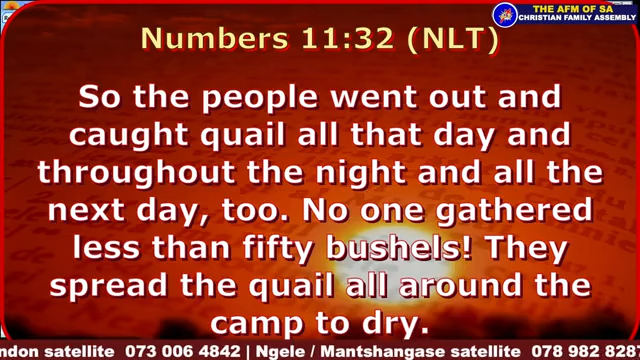 THE AFM OF SA
CHRISTIAN FAMILY ASSEMBLY
Numbers 11:32 (NLT)
So the people went out and
caught quail all that day and
throughout the night and all the
next day, too. No one gathered
less than fifty bushels! They
spread the quail all around the
camp to dry.
ndon satellite 073 006 4842 | Ngele / Mantshangase satellite 078 982 828